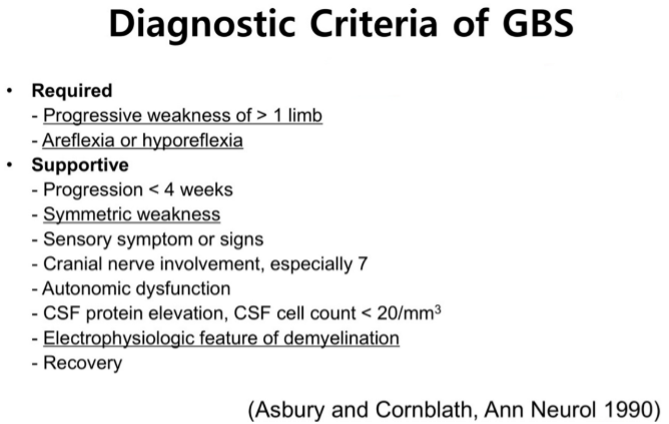 Diagnostic Criteria of GBS
• Required
- Progressive weakness of > 1 limb
- Areflexia or hyporeflexia
• Supportive
- Progression < 4 weeks
- Symmetric weakness
- Sensory symptom or signs
- Cranial nerve involvement, especially 7
- Autonomic dysfunction
- CSF protein elevation, CSF cell count < 20/mm³
- Electrophysiologic feature of demyelination
- Recovery
(Asbury and Cornblath, Ann Neurol 1990)